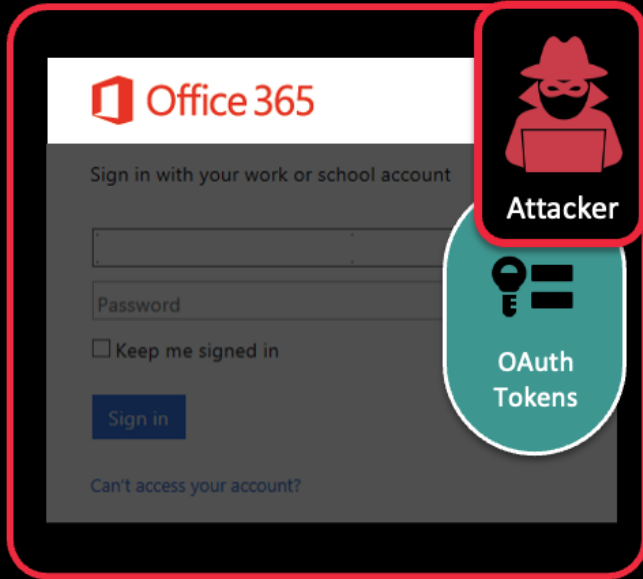 Office 365
Sign in with your work or school account
Password
Keep me signed in
Sign in
Can't access your account?
Attacker
OAuth
Tokens